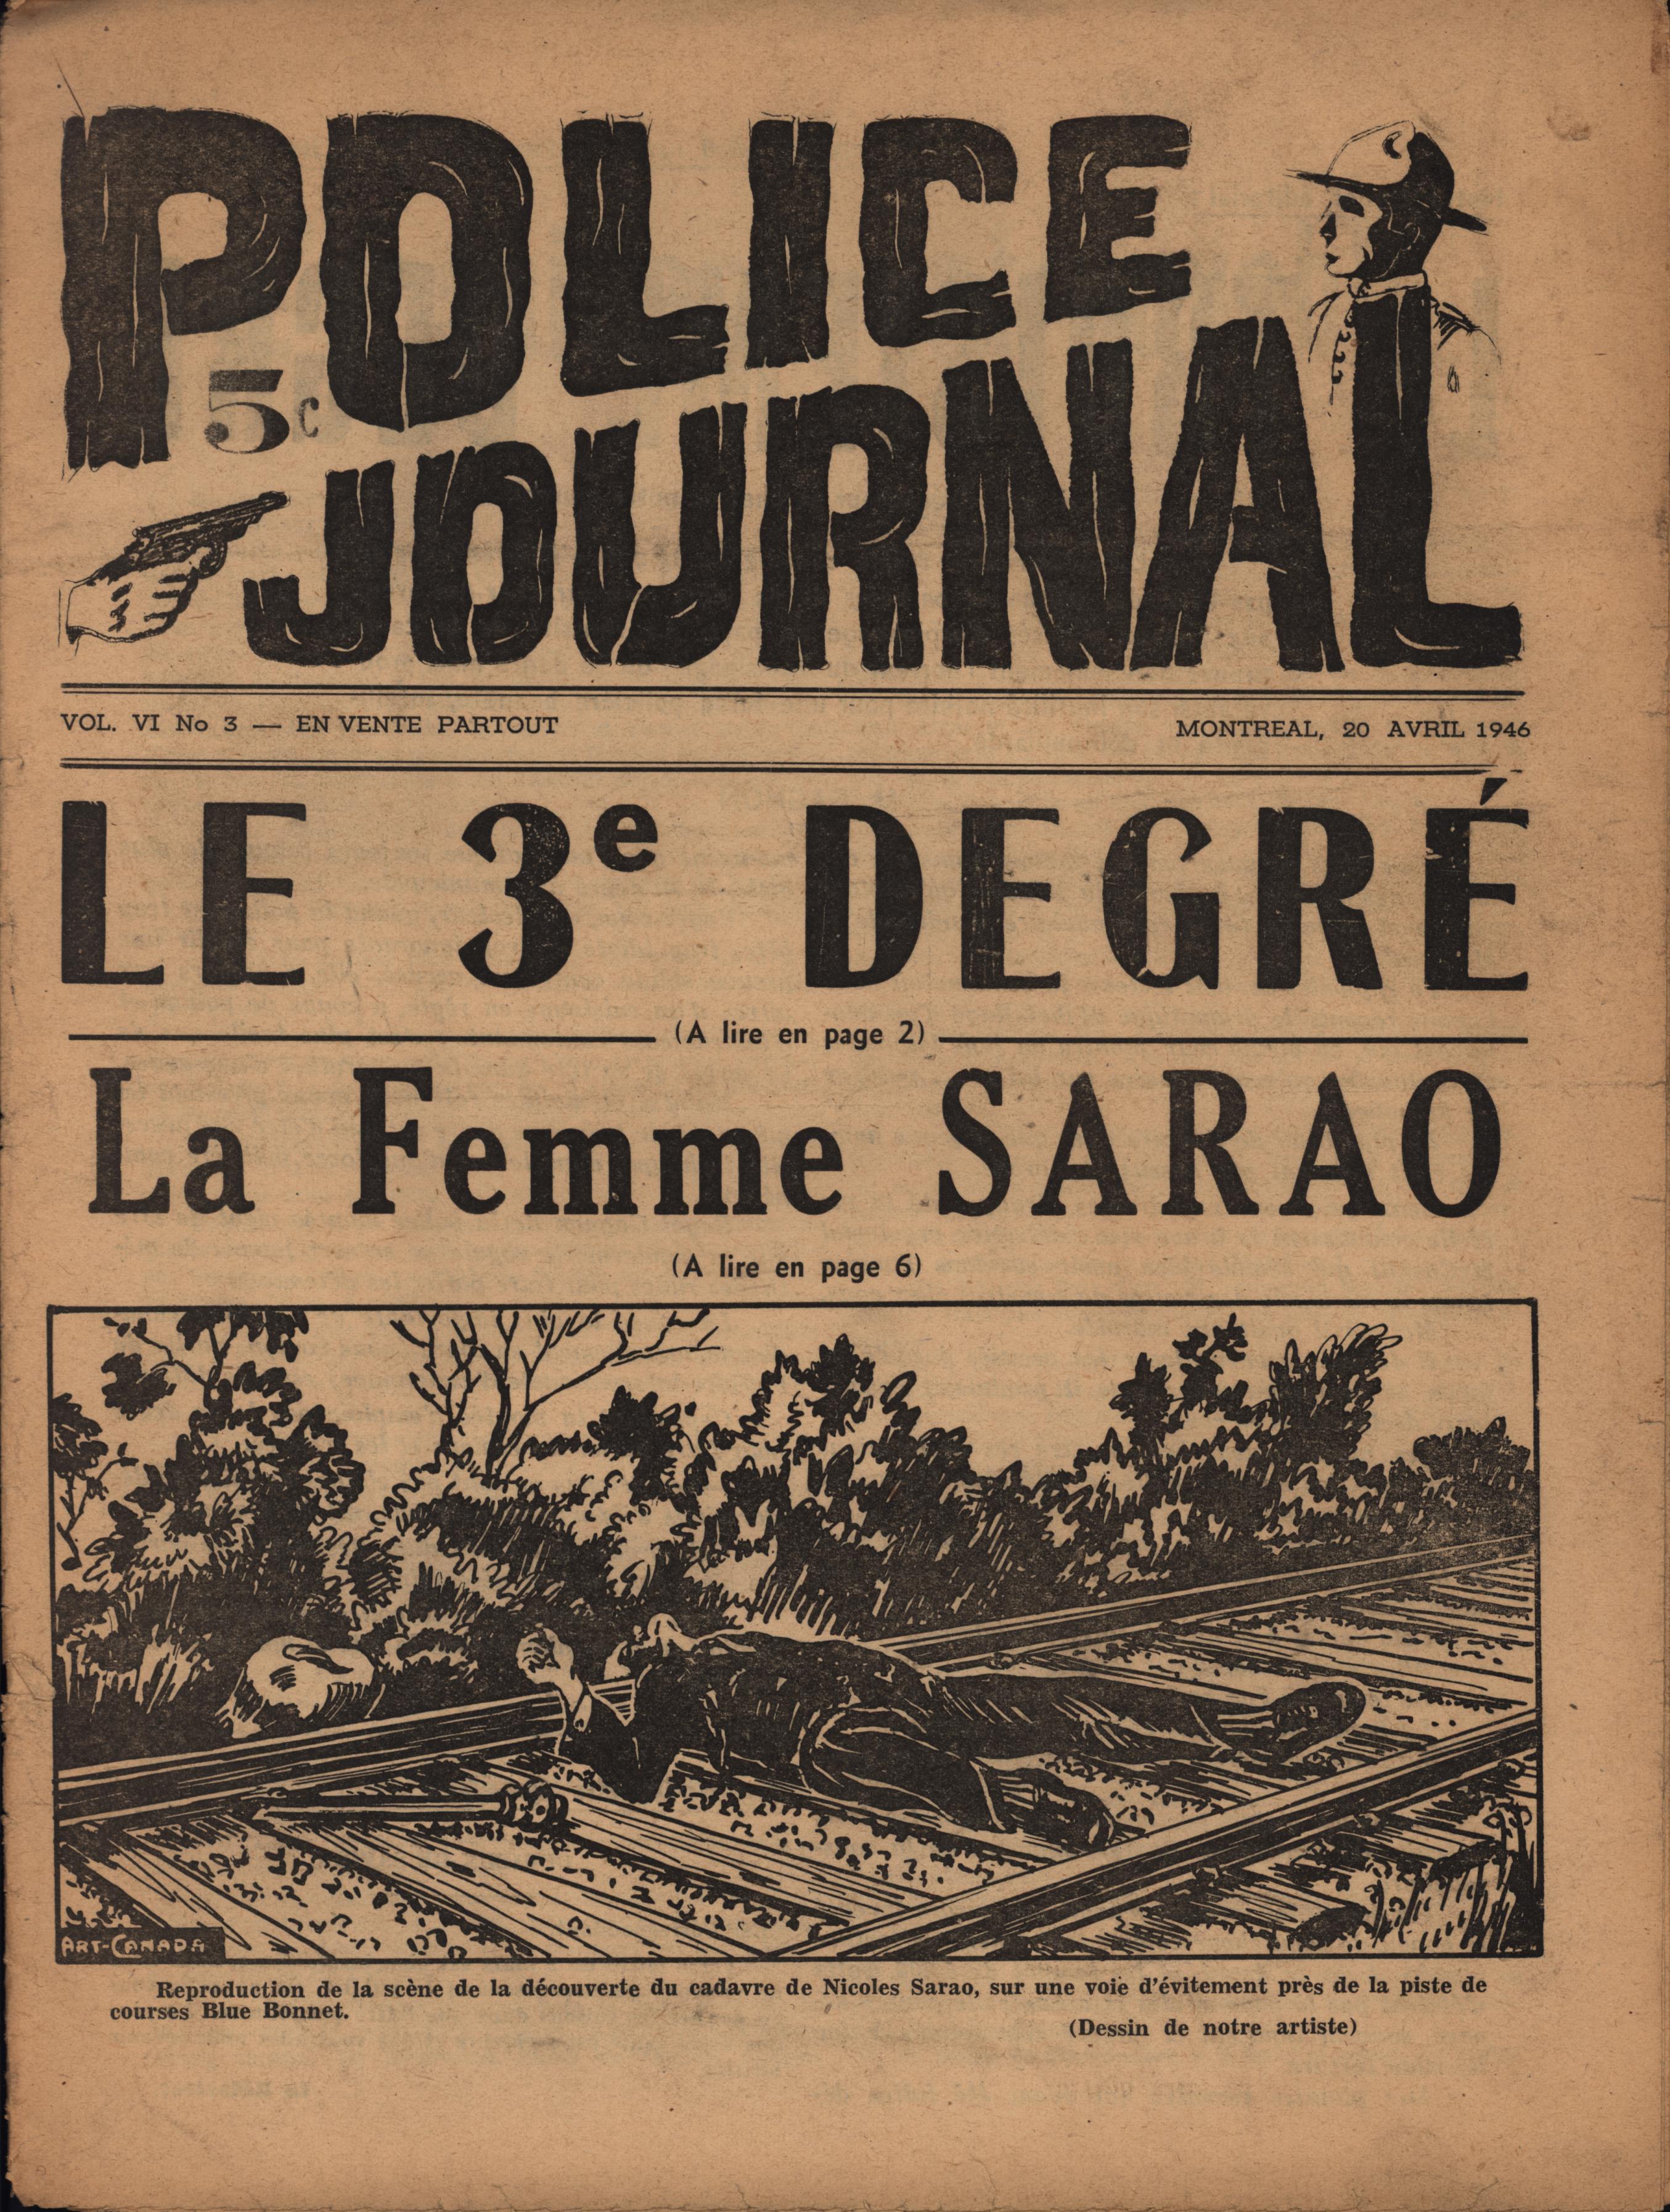 POLICE
5c
JOURNAL
VOL. VI No 3 — EN VENTE PARTOUT
MONTREAL, 20 AVRIL 1946
LE 3e DEGRÉ
(A lire en page 2)
La Femme SARAO
(A lire en page 6)
ART-CANADA
Reproduction de la scène de la découverte du cadavre de Nicoles Sarao, sur une voie d'évitement près de la piste de
courses Blue Bonnet.
(Dessin de notre artiste)